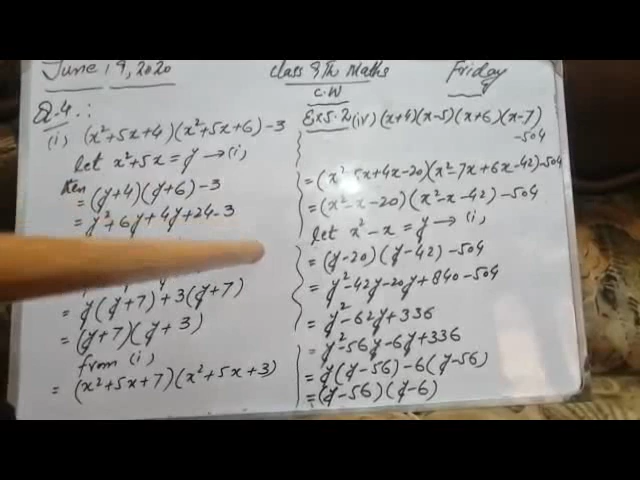 June 19, 2020
Class 9th Maths
Friday
C.W
Q.4.:
Ex 5.2 (iv) (x+4)(x-5)(x+6)(x-7)
-504
(i) (x²+5x+4)(x²+5x+6)-3
let x²+5x = y → (i)
then
= (y+4)(y+6)-3
= y²+6y+4y+24-3
= y(y+7)+3(y+7)
= (y+7)(y+3)
from (i)
= (x²+5x+7)(x²+5x+3)
= (x²-5x+4x-20)(x²-7x+6x-42)-504
= (x²-x-20)(x²-x-42)-504
let x²-x = y → (i)
= (y-20)(y-42)-504
= y²-42y-20y+840-504
= y²-62y+336
= y²-56y-6y+336
= y(y-56)-6(y-56)
= (y-56)(y-6)